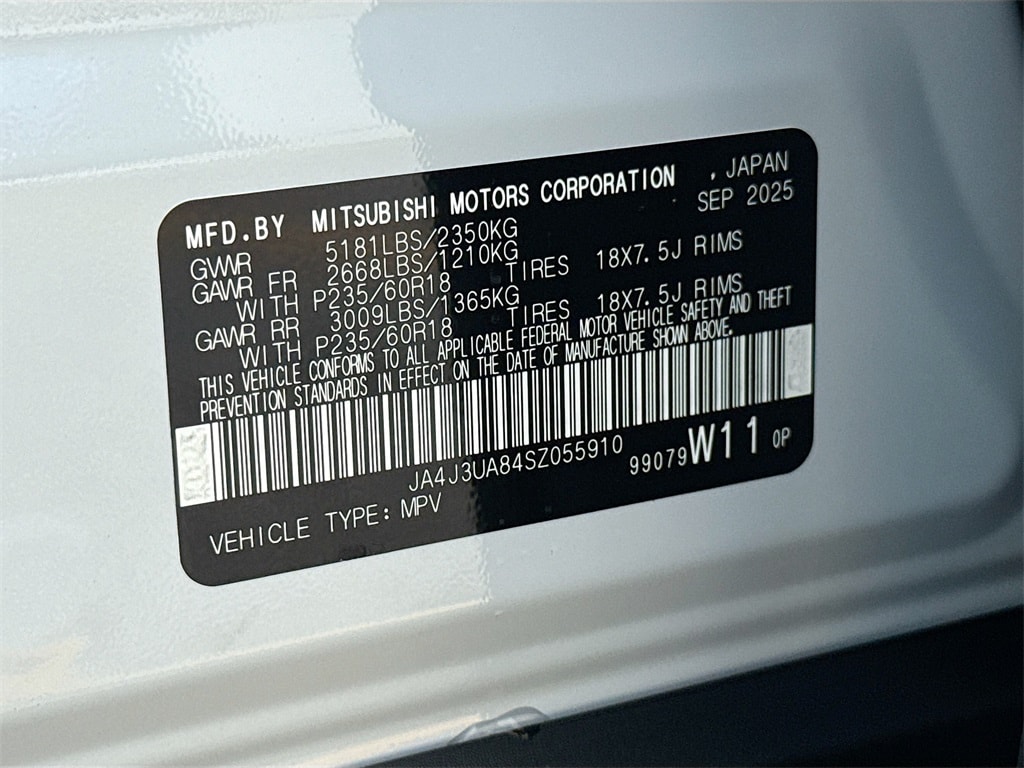 MFD.BY MITSUBISHI MOTORS CORPORATION , JAPAN
SEP 2025
GVWR 5181LBS/2350KG
GAWR FR 2668LBS/1210KG
WITH P235/60R18 TIRES 18X7.5J RIMS
GAWR RR 3009LBS/1365KG
WITH P235/60R18 TIRES 18X7.5J RIMS
THIS VEHICLE CONFORMS TO ALL APPLICABLE FEDERAL MOTOR VEHICLE SAFETY AND THEFT
PREVENTION STANDARDS IN EFFECT ON THE DATE OF MANUFACTURE SHOWN ABOVE.
JA4J3UA84SZ055910 99079 W11 0P
VEHICLE TYPE: MPV